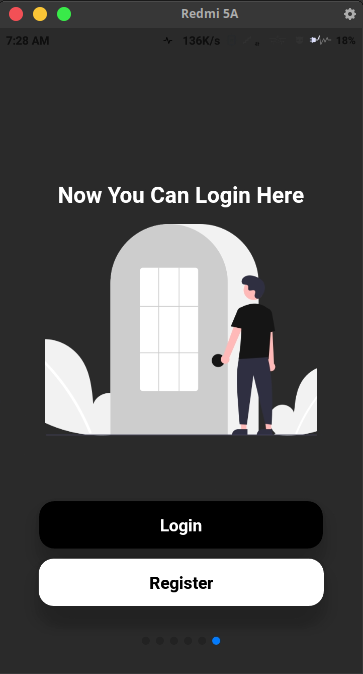 Redmi 5A
7:28 AM 136K/s 18%
Now You Can Login Here
Login
Register